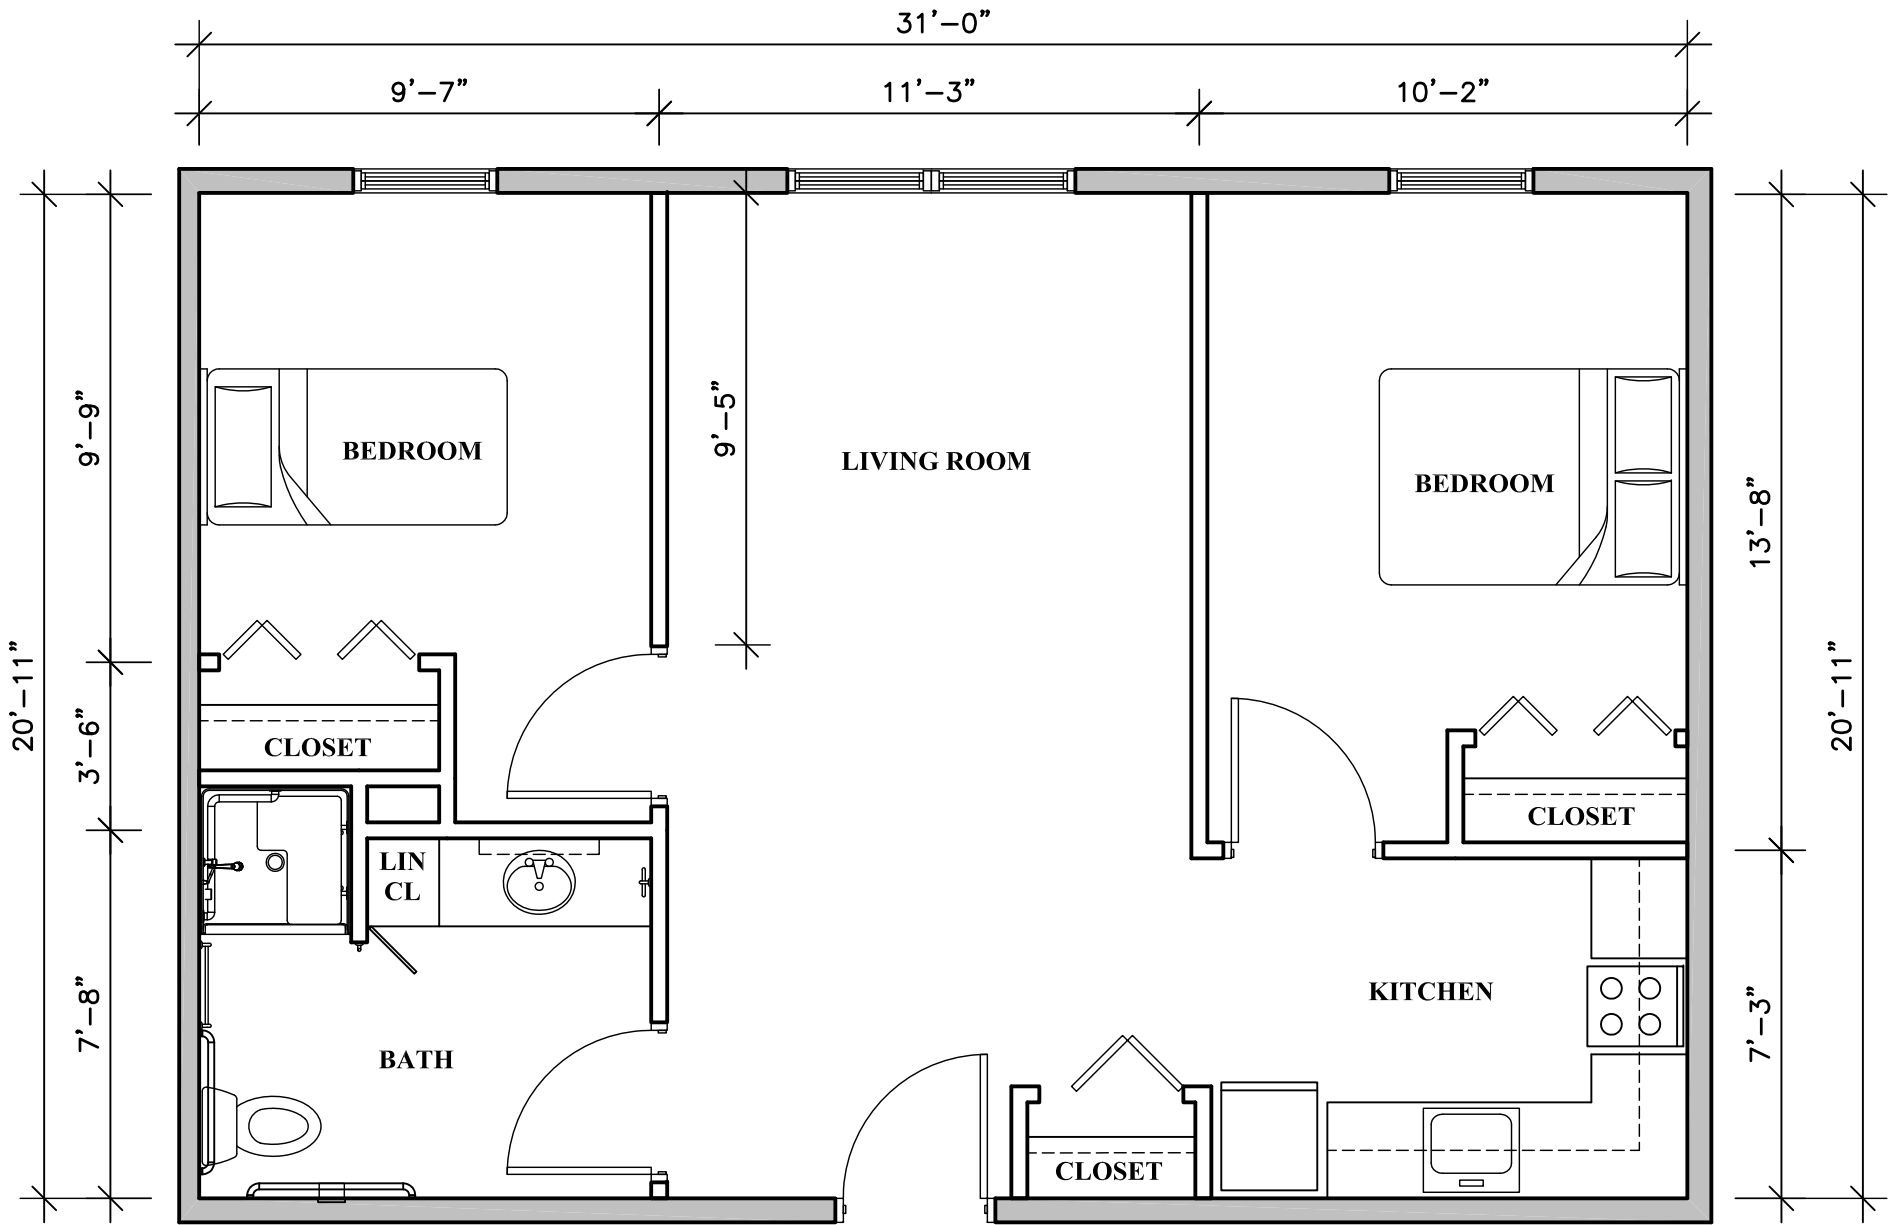 31'-0"
9'-7"
11'-3"
10'-2"
9'-9"
9'-5"
BEDROOM
LIVING ROOM
BEDROOM
13'-8"
20'-11"
3'-6"
CLOSET
CLOSET
20'-11"
LIN
CL
7'-8"
BATH
KITCHEN
7'-3"
CLOSET